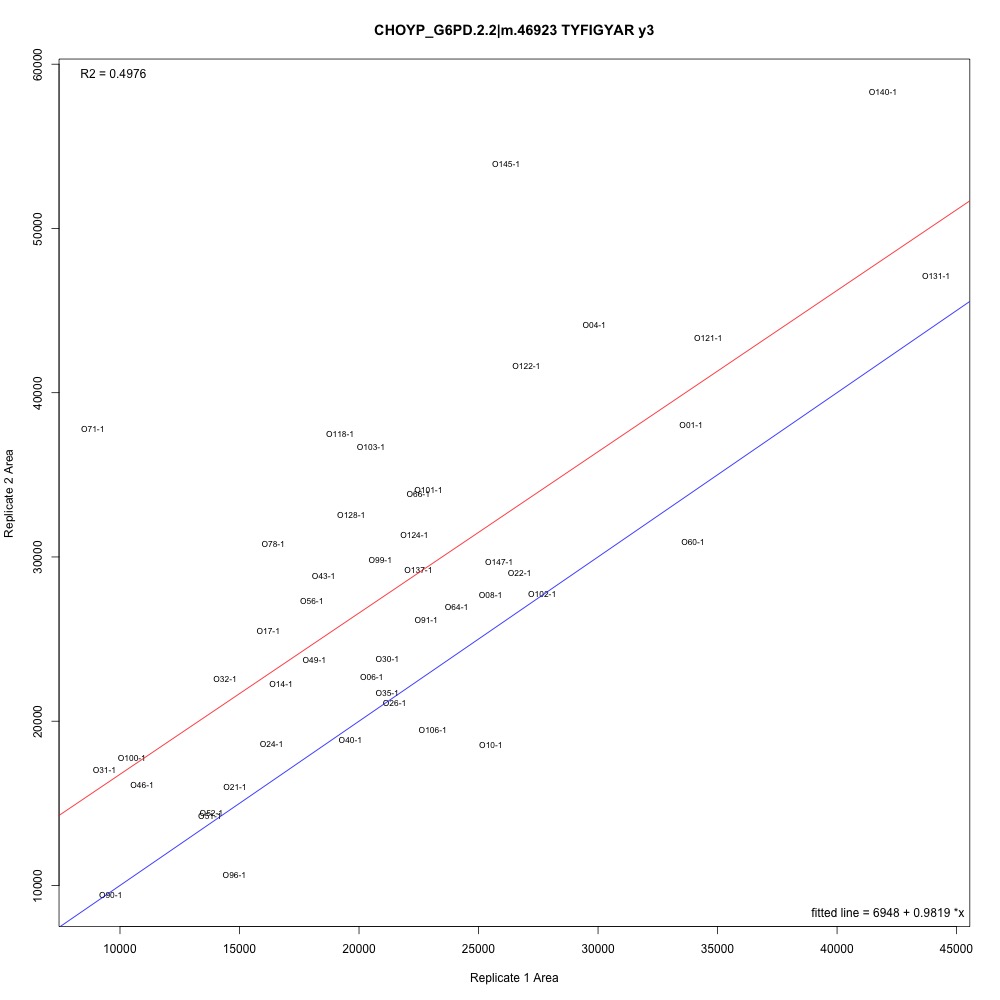 CHOYP_G6PD.2.2|m.46923 TYFIGYAR y3
R2 = 0.4976
60000
50000
40000
30000
20000
10000
Replicate 2 Area
O140-1
O145-1
O131-1
O04-1
O121-1
O122-1
O71-1
O01-1
O118-1
O103-1
O101-1
O66-1
O128-1
O124-1
O78-1
O60-1
O99-1
O147-1
O137-1
O22-1
O43-1
O08-1
O102-1
O56-1
O64-1
O91-1
O17-1
O49-1
O30-1
O32-1
O06-1
O14-1
O35-1
O26-1
O106-1
O24-1
O40-1
O10-1
O100-1
O31-1
O46-1
O21-1
O52-1
O51-1
O96-1
O90-1
fitted line = 6948 + 0.9819 *x
10000 15000 20000 25000 30000 35000 40000 45000
Replicate 1 Area